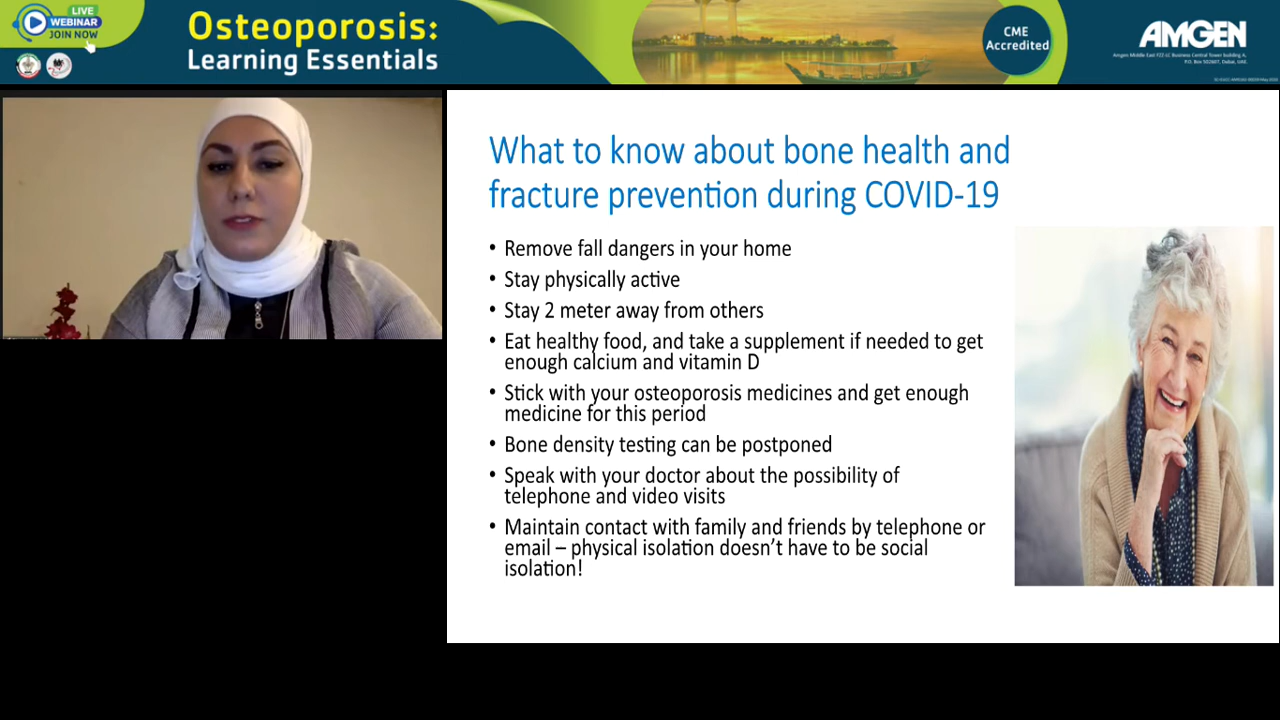 LIVE
WEBINAR
JOIN NOW
Osteoporosis:
Learning Essentials
CME
Accredited
AMGEN
Amgen Middle East FZ LLC Business Central Tower building A,
P.O. Box 502607, Dubai, UAE.
What to know about bone health and
fracture prevention during COVID-19
• Remove fall dangers in your home
• Stay physically active
• Stay 2 meter away from others
• Eat healthy food, and take a supplement if needed to get
enough calcium and vitamin D
• Stick with your osteoporosis medicines and get enough
medicine for this period
• Bone density testing can be postponed
• Speak with your doctor about the possibility of
telephone and video visits
• Maintain contact with family and friends by telephone or
email – physical isolation doesn’t have to be social
isolation!